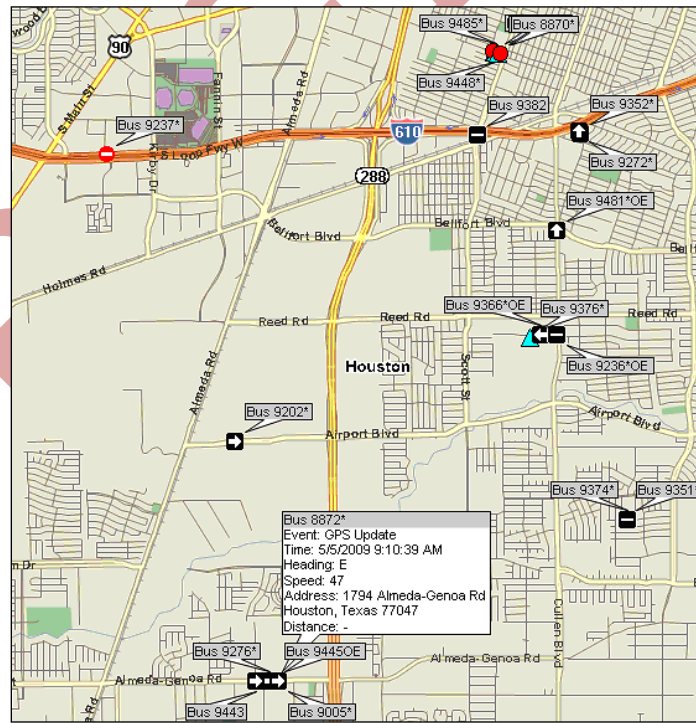 90
S Main St
Fannin St
Almeda Rd
Bus 9485*
Bus 8870*
Bus 9448*
Bus 9237*
Kirby Dr
S Loop Fwy W
610
Bus 9382
Bus 9352*
Bus 9272*
288
Bus 9481*OE
Bellfort Blvd
Bellfort Blvd
Holmes Rd
Bus 9366*OE
Bus 9376*
Reed Rd
Reed Rd
Reed Rd
Bus 9236*OE
Houston
Scott St
Almeda Rd
Bus 9202*
Airport Blvd
Airport Blvd
Bus 9374*
Bus 9351*
Bus 8872*
Event: GPS Update
Time: 5/5/2009 9:10:39 AM
Heading: E
Speed: 47
Address: 1794 Almeda-Genoa Rd
Houston, Texas 77047
Distance: -
Cullen Blvd
Bus 9276*
Bus 9445OE
Almeda-Genoa Rd
Almeda-Genoa Rd
Bus 9443
Bus 9005*